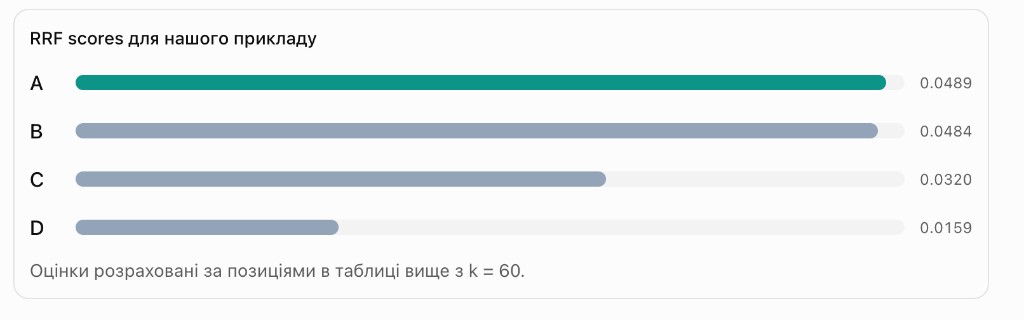 RRF scores для нашого прикладу
A 0.0489
B 0.0484
C 0.0320
D 0.0159
Оцінки розраховані за позиціями в таблиці вище з k = 60.